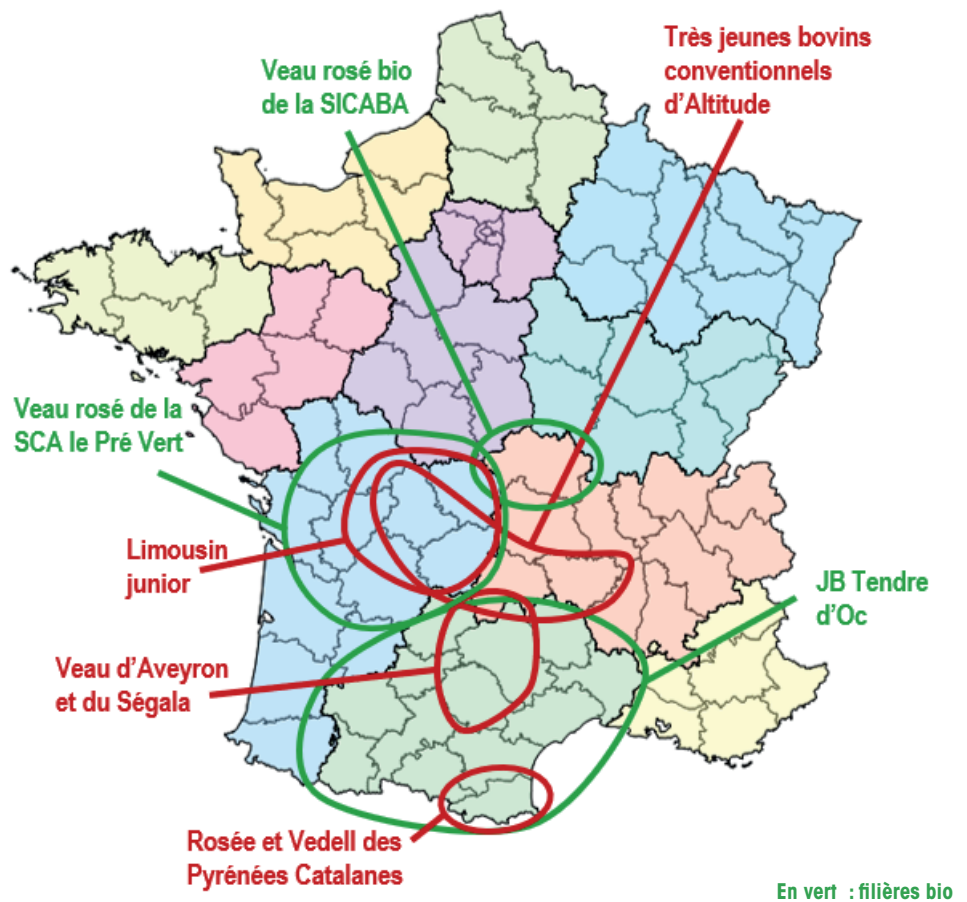 Très jeunes bovins
conventionnels
d'Altitude
Veau rosé bio
de la SICABA
Veau rosé de la
SCA le Pré Vert
Limousin
junior
JB Tendre
d'Oc
Veau d'Aveyron
et du Ségala
Rosée et Vedell des
Pyrénées Catalanes
En vert : filières bio